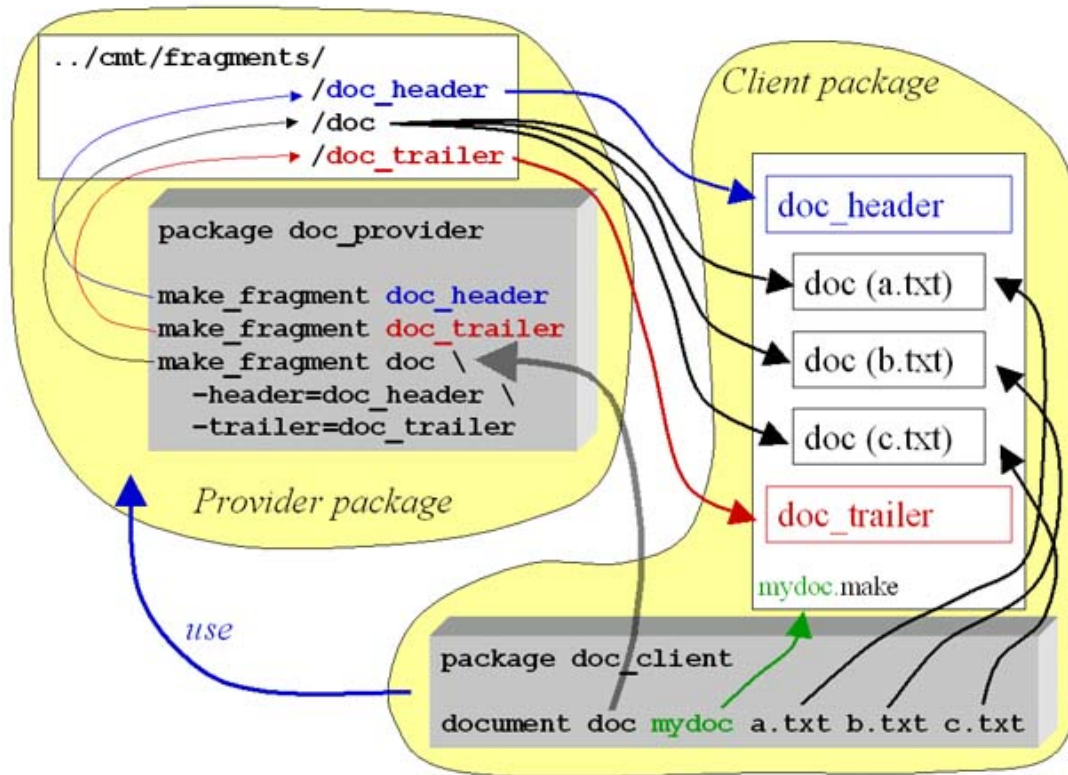 ../cmt/fragments/
/doc_header
/doc
/doc_trailer
package doc_provider
make_fragment doc_header
make_fragment doc_trailer
make_fragment doc \
-header=doc_header \
-trailer=doc_trailer
Provider package
use
Client package
doc_header
doc (a.txt)
doc (b.txt)
doc (c.txt)
doc_trailer
mydoc.make
package doc_client
document doc mydoc a.txt b.txt c.txt